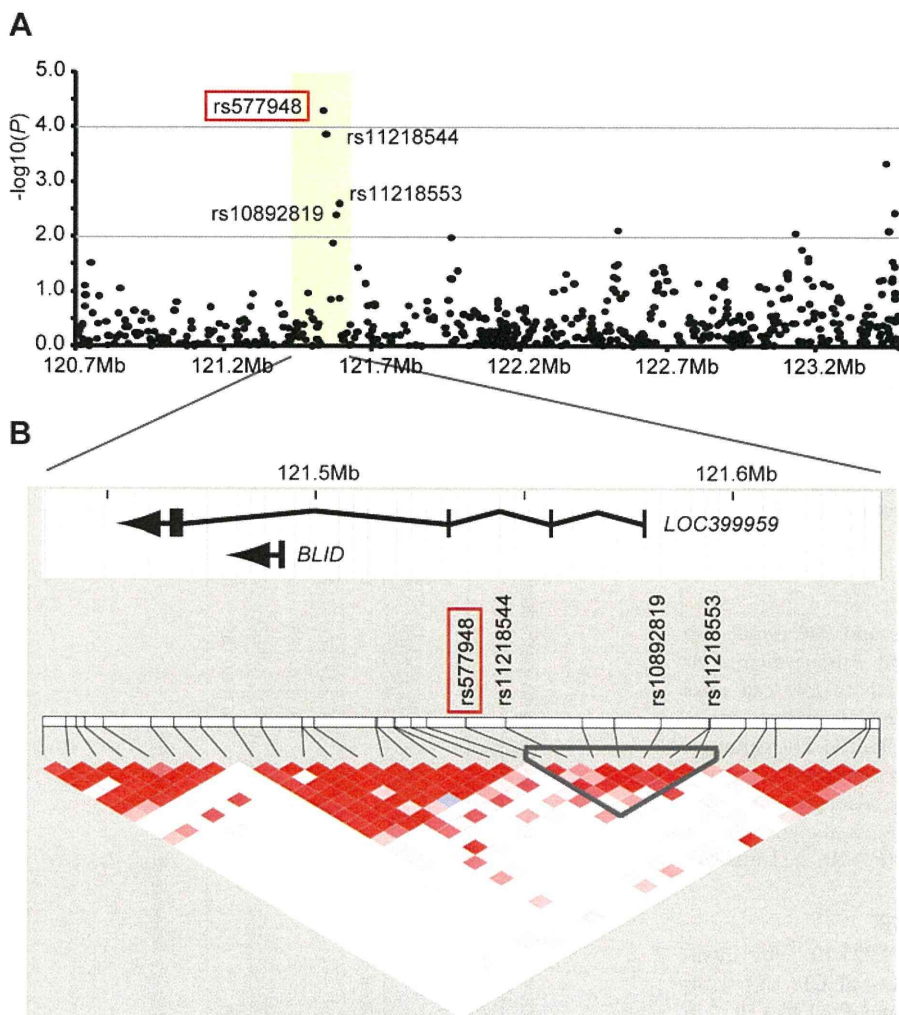 A
5.0
4.0
3.0
2.0
1.0
0.0
-log10(P)
rs577948
rs11218544
rs11218553
rs10892819
120.7Mb 121.2Mb 121.7Mb 122.2Mb 122.7Mb 123.2Mb
B
121.5Mb 121.6Mb
LOC399959
BLID
rs577948
rs11218544
rs10892819
rs11218553